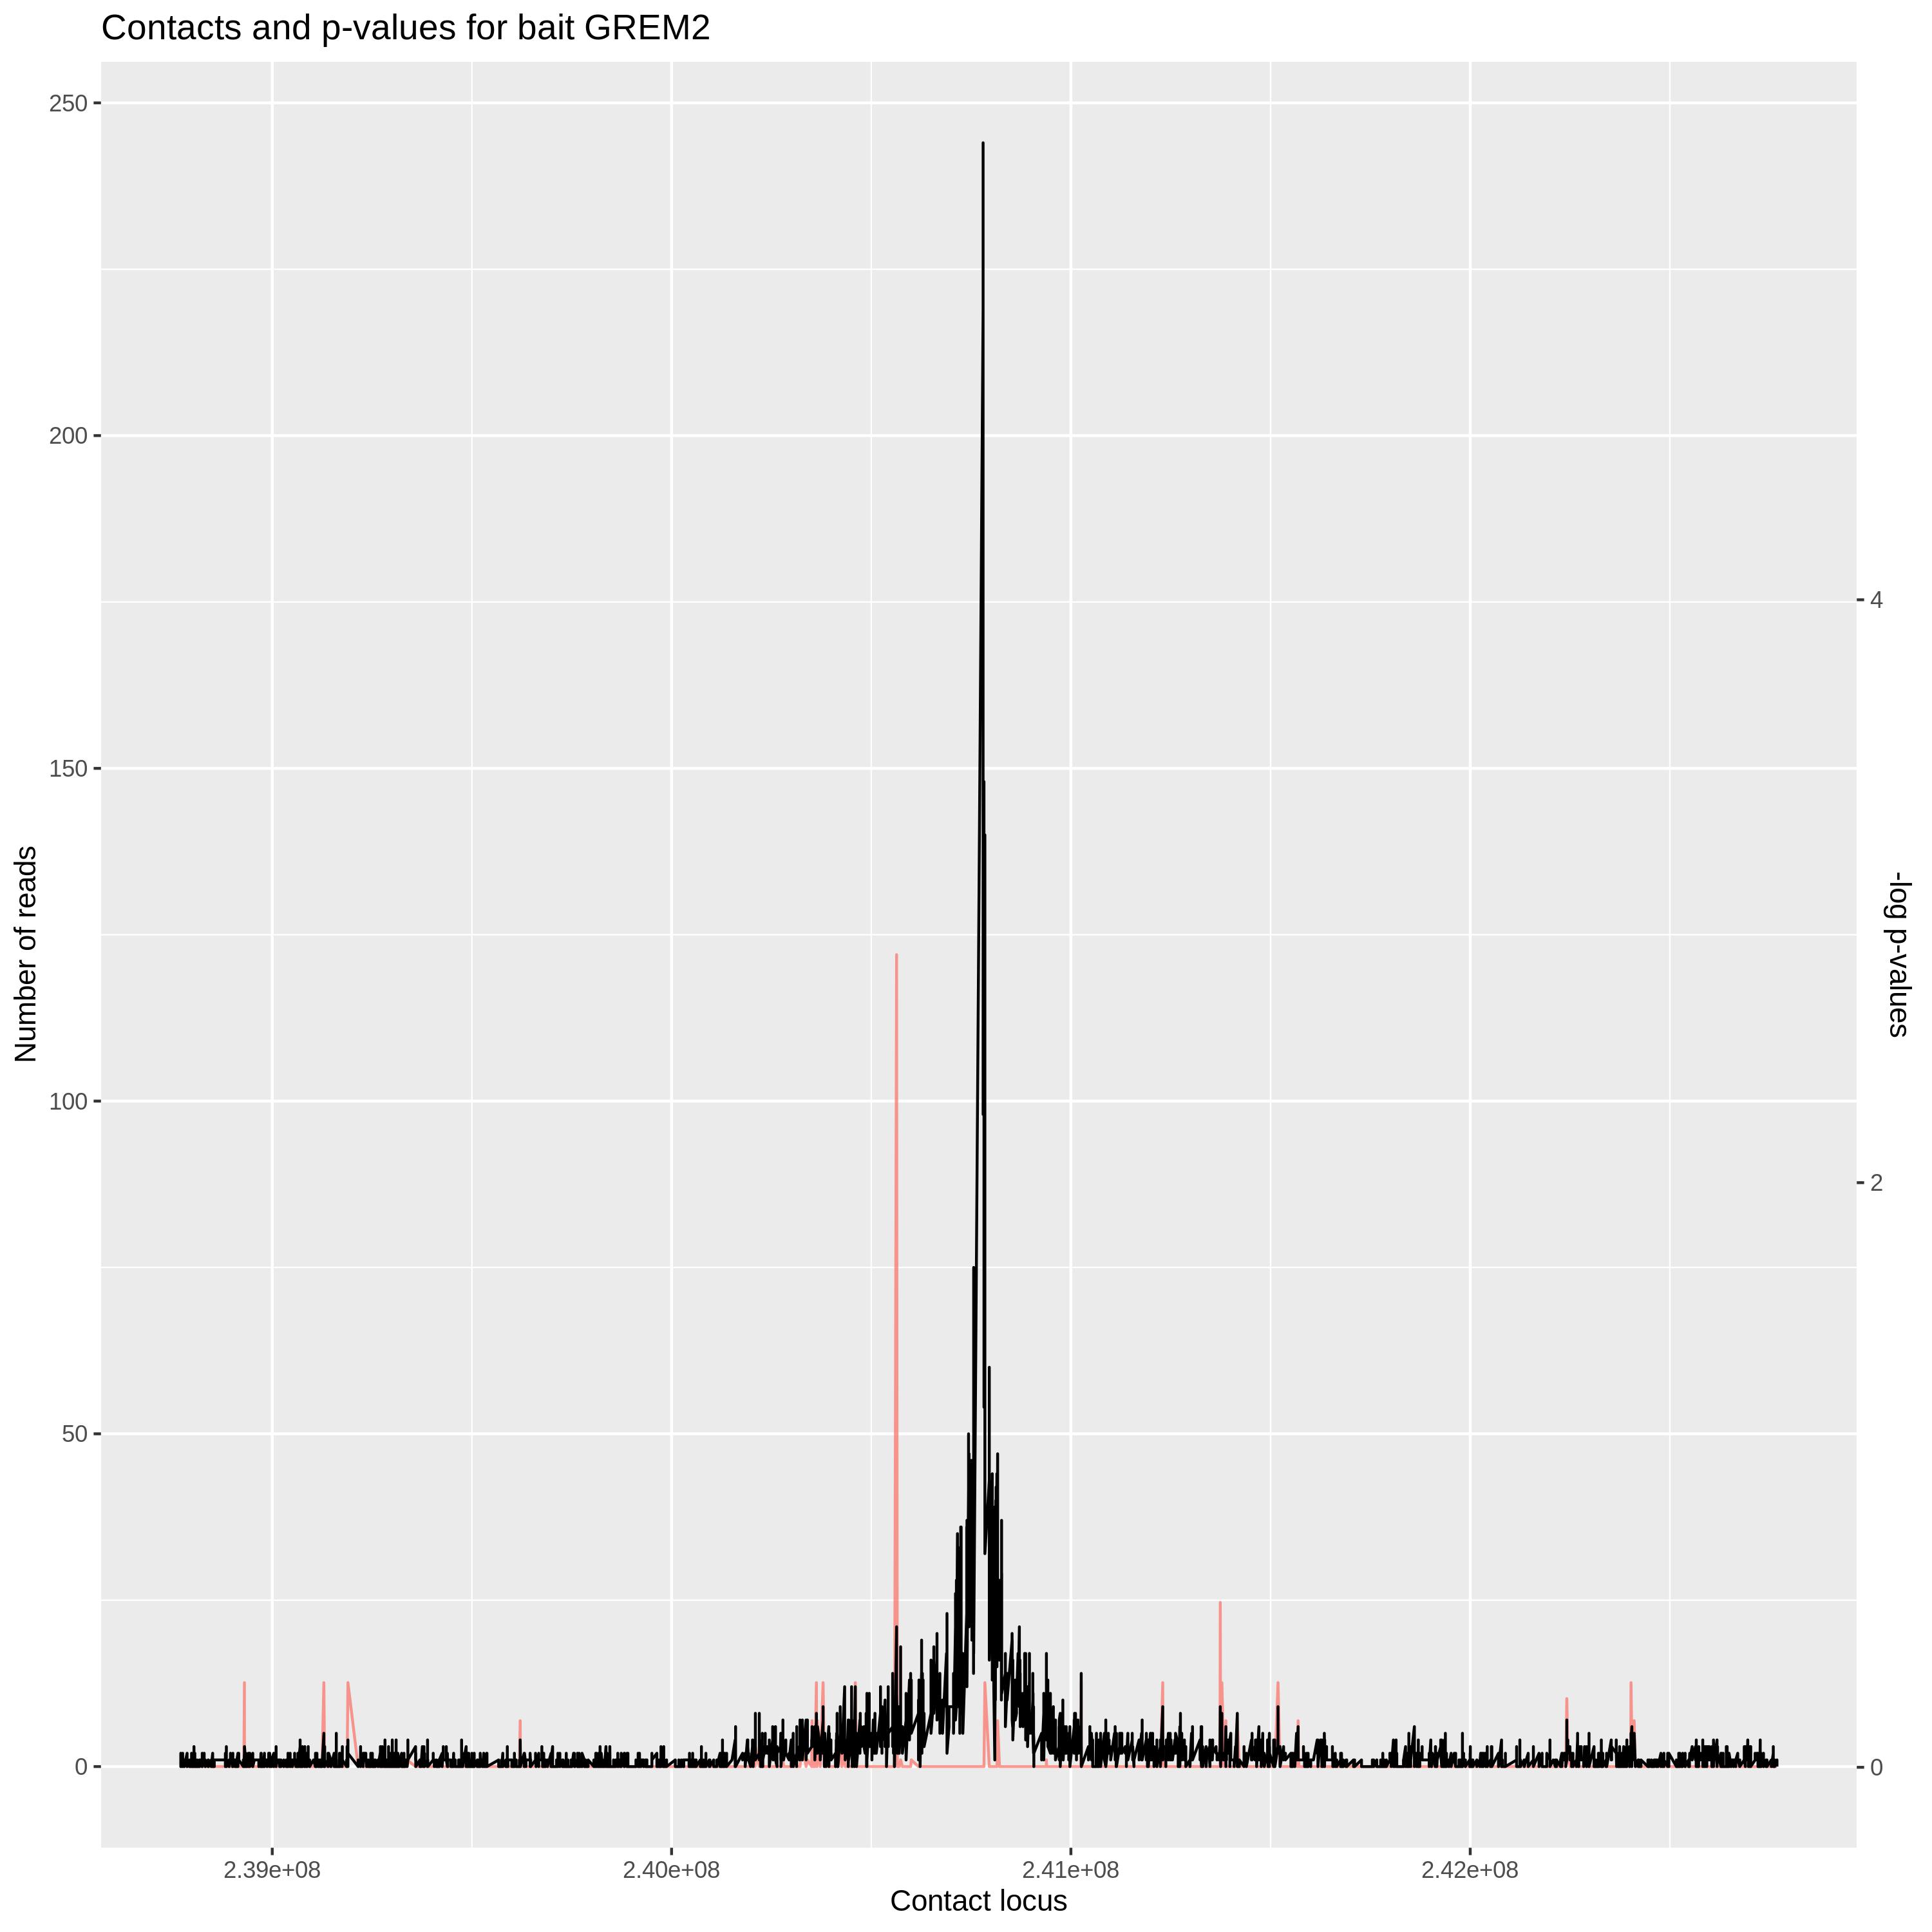 Contacts and p-values for bait GREM2
250
200
150
100
50
0
Number of reads
4
2
0
-log p-values
2.39e+08
2.40e+08
2.41e+08
2.42e+08
Contact locus